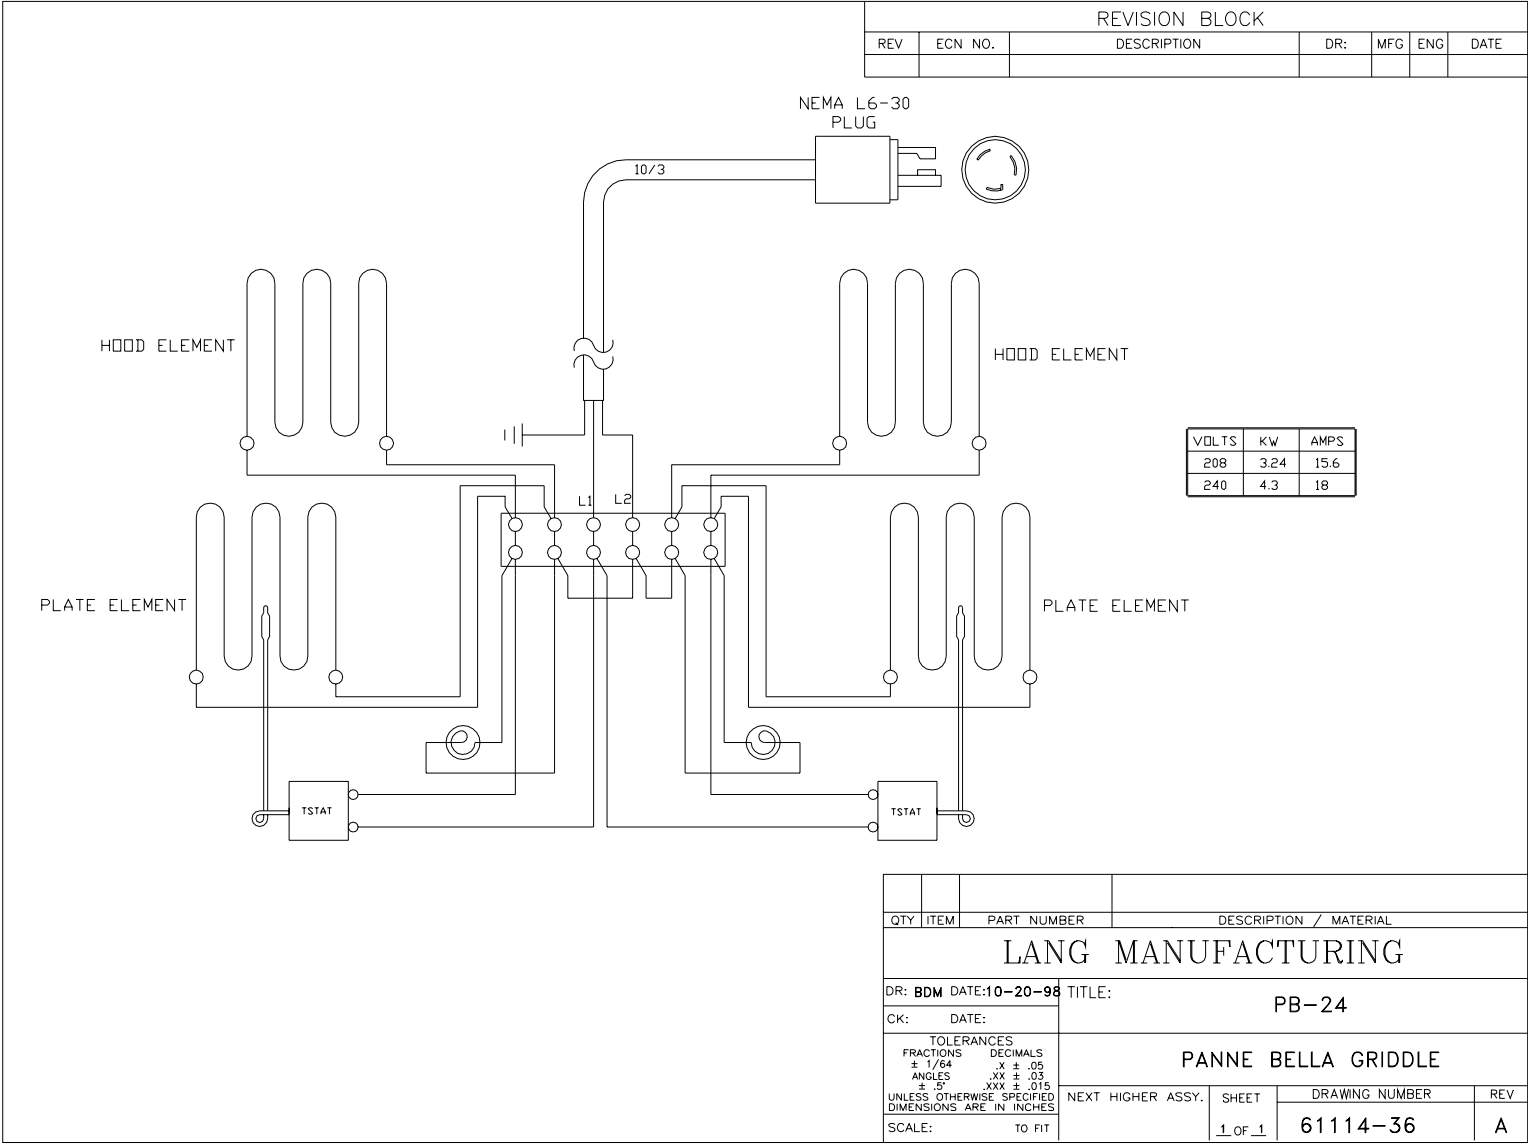 REVISION BLOCK
REV ECN NO. DESCRIPTION DR: MFG ENG DATE
NEMA L6-30
PLUG
10/3
HOOD ELEMENT
HOOD ELEMENT
VOLTS KW AMPS
208 3.24 15.6
240 4.3 18
L1 L2
PLATE ELEMENT
PLATE ELEMENT
TSTAT
TSTAT
QTY ITEM PART NUMBER DESCRIPTION / MATERIAL
LANG MANUFACTURING
DR: BDM DATE:10-20-98
TITLE:
PB-24
CK: DATE:
TOLERANCES
FRACTIONS DECIMALS
± 1/64 .X ± .05
ANGLES .XX ± .03
± .5° .XXX ± .015
UNLESS OTHERWISE SPECIFIED
DIMENSIONS ARE IN INCHES
PANNE BELLA GRIDDLE
NEXT HIGHER ASSY.
SHEET
1 OF 1
DRAWING NUMBER
61114-36
REV
A
SCALE: TO FIT